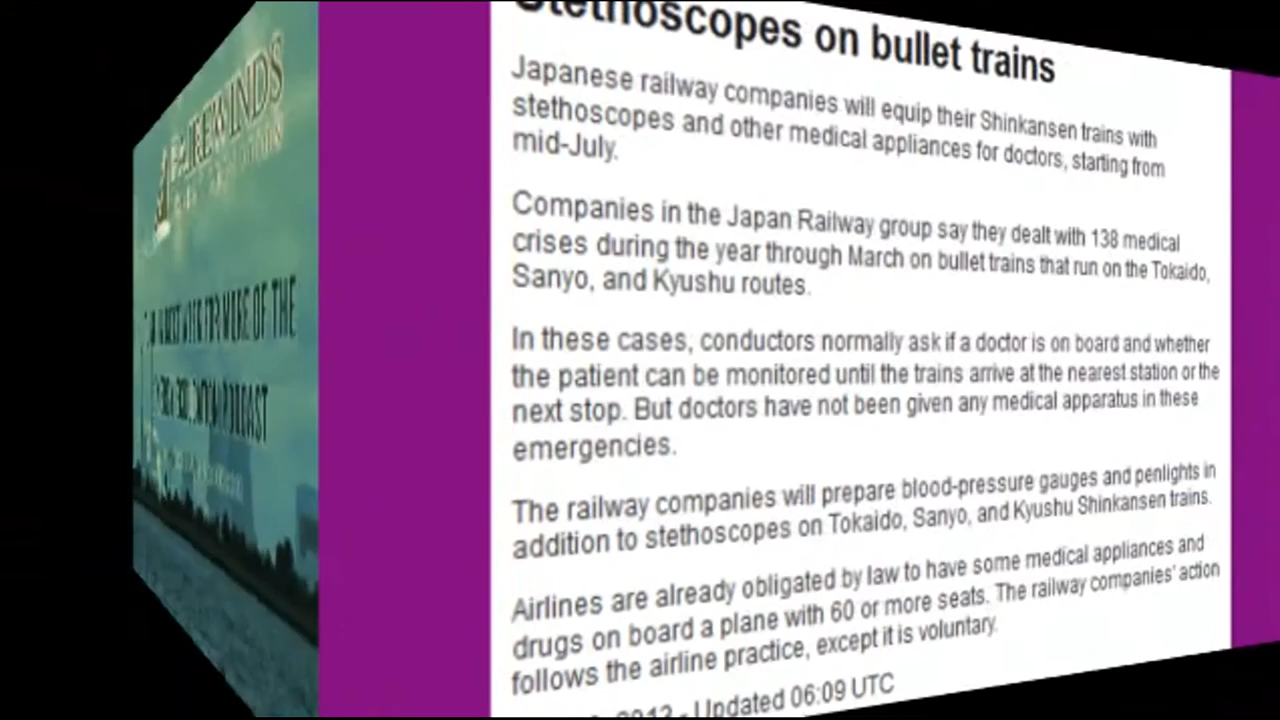 OF THE
Stethoscopes on bullet trains
Japanese railway companies will equip their Shinkansen trains with
stethoscopes and other medical appliances for doctors, starting from
mid-July.
Companies in the Japan Railway group say they dealt with 138 medical
crises during the year through March on bullet trains that run on the Tokaido,
Sanyo, and Kyushu routes.
In these cases, conductors normally ask if a doctor is on board and whether
the patient can be monitored until the trains arrive at the nearest station or the
next stop. But doctors have not been given any medical apparatus in these
emergencies.
The railway companies will prepare blood-pressure gauges and penlights in
addition to stethoscopes on Tokaido, Sanyo, and Kyushu Shinkansen trains.
Airlines are already obligated by law to have some medical appliances and
drugs on board a plane with 60 or more seats. The railway companies' action
follows the airline practice, except it is voluntary.
- Updated 06:09 UTC